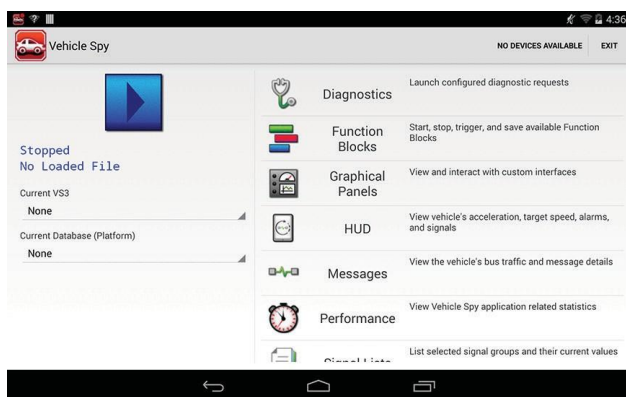 4:36
Vehicle Spy
NO DEVICES AVAILABLE
EXIT
Stopped
No Loaded File
Current VS3
None
Current Database (Platform)
None
Diagnostics
Launch configured diagnostic requests
Function
Blocks
Start, stop, trigger, and save available Function
Blocks
Graphical
Panels
View and interact with custom interfaces
HUD
View vehicle's acceleration, target speed, alarms,
and signals
Messages
View the vehicle's bus traffic and message details
Performance
View Vehicle Spy application related statistics
Signal Lists
List selected signal groups and their current values